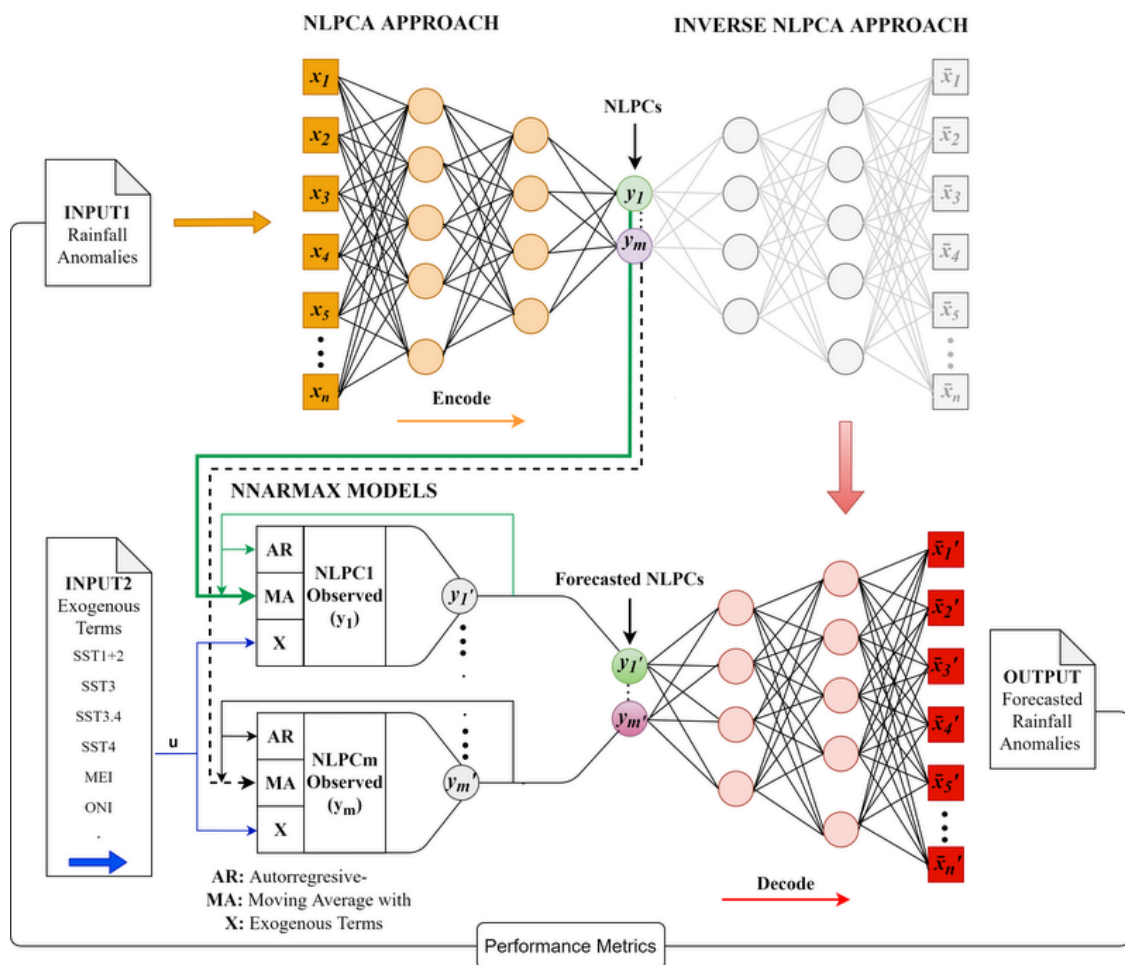 NLPCA APPROACH
INVERSE NLPCA APPROACH
x1
x2
x3
x4
x5
xn
NLPCs
y1
ym
x̄1
x̄2
x̄3
x̄4
x̄5
x̄n
INPUT1
Rainfall
Anomalies
Encode
NNARMAX MODELS
INPUT2
Exogenous
Terms
SST1+2
SST3
SST3.4
SST4
MEI
ONI
.
u
AR
MA
X
NLPC1
Observed
(y1)
y1'
AR
MA
X
NLPCm
Observed
(ym)
ym'
Forecasted NLPCs
y1'
ym'
x̄1'
x̄2'
x̄3'
x̄4'
x̄5'
x̄n'
OUTPUT
Forecasted
Rainfall
Anomalies
Decode
AR: Autorregresive-
MA: Moving Average with
X: Exogenous Terms
Performance Metrics